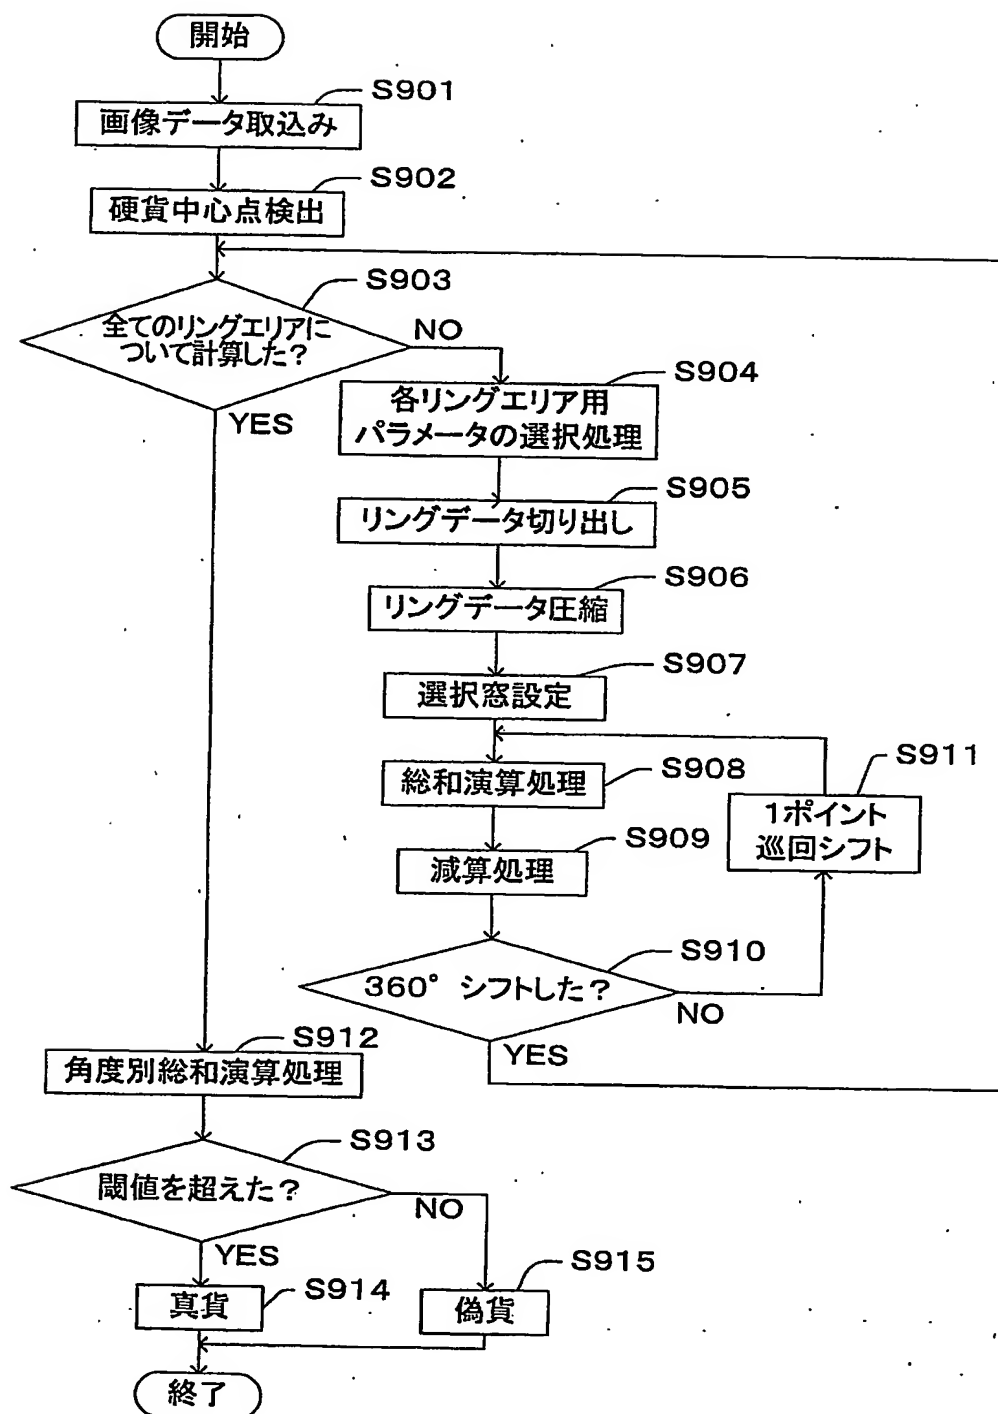 開始
S901
画像データ取込み
S902
硬貨中心点検出
S903
全てのリングエリアに
ついて計算した?
NO
YES
S904
各リングエリア用
パラメータの選択処理
S905
リングデータ切り出し
S906
リングデータ圧縮
S907
選択窓設定
S908
総和演算処理
S911
1ポイント
巡回シフト
S909
減算処理
S910
360° シフトした?
NO
YES
S912
角度別総和演算処理
S913
閾値を超えた?
NO
YES
S914
真貨
S915
偽貨
終了